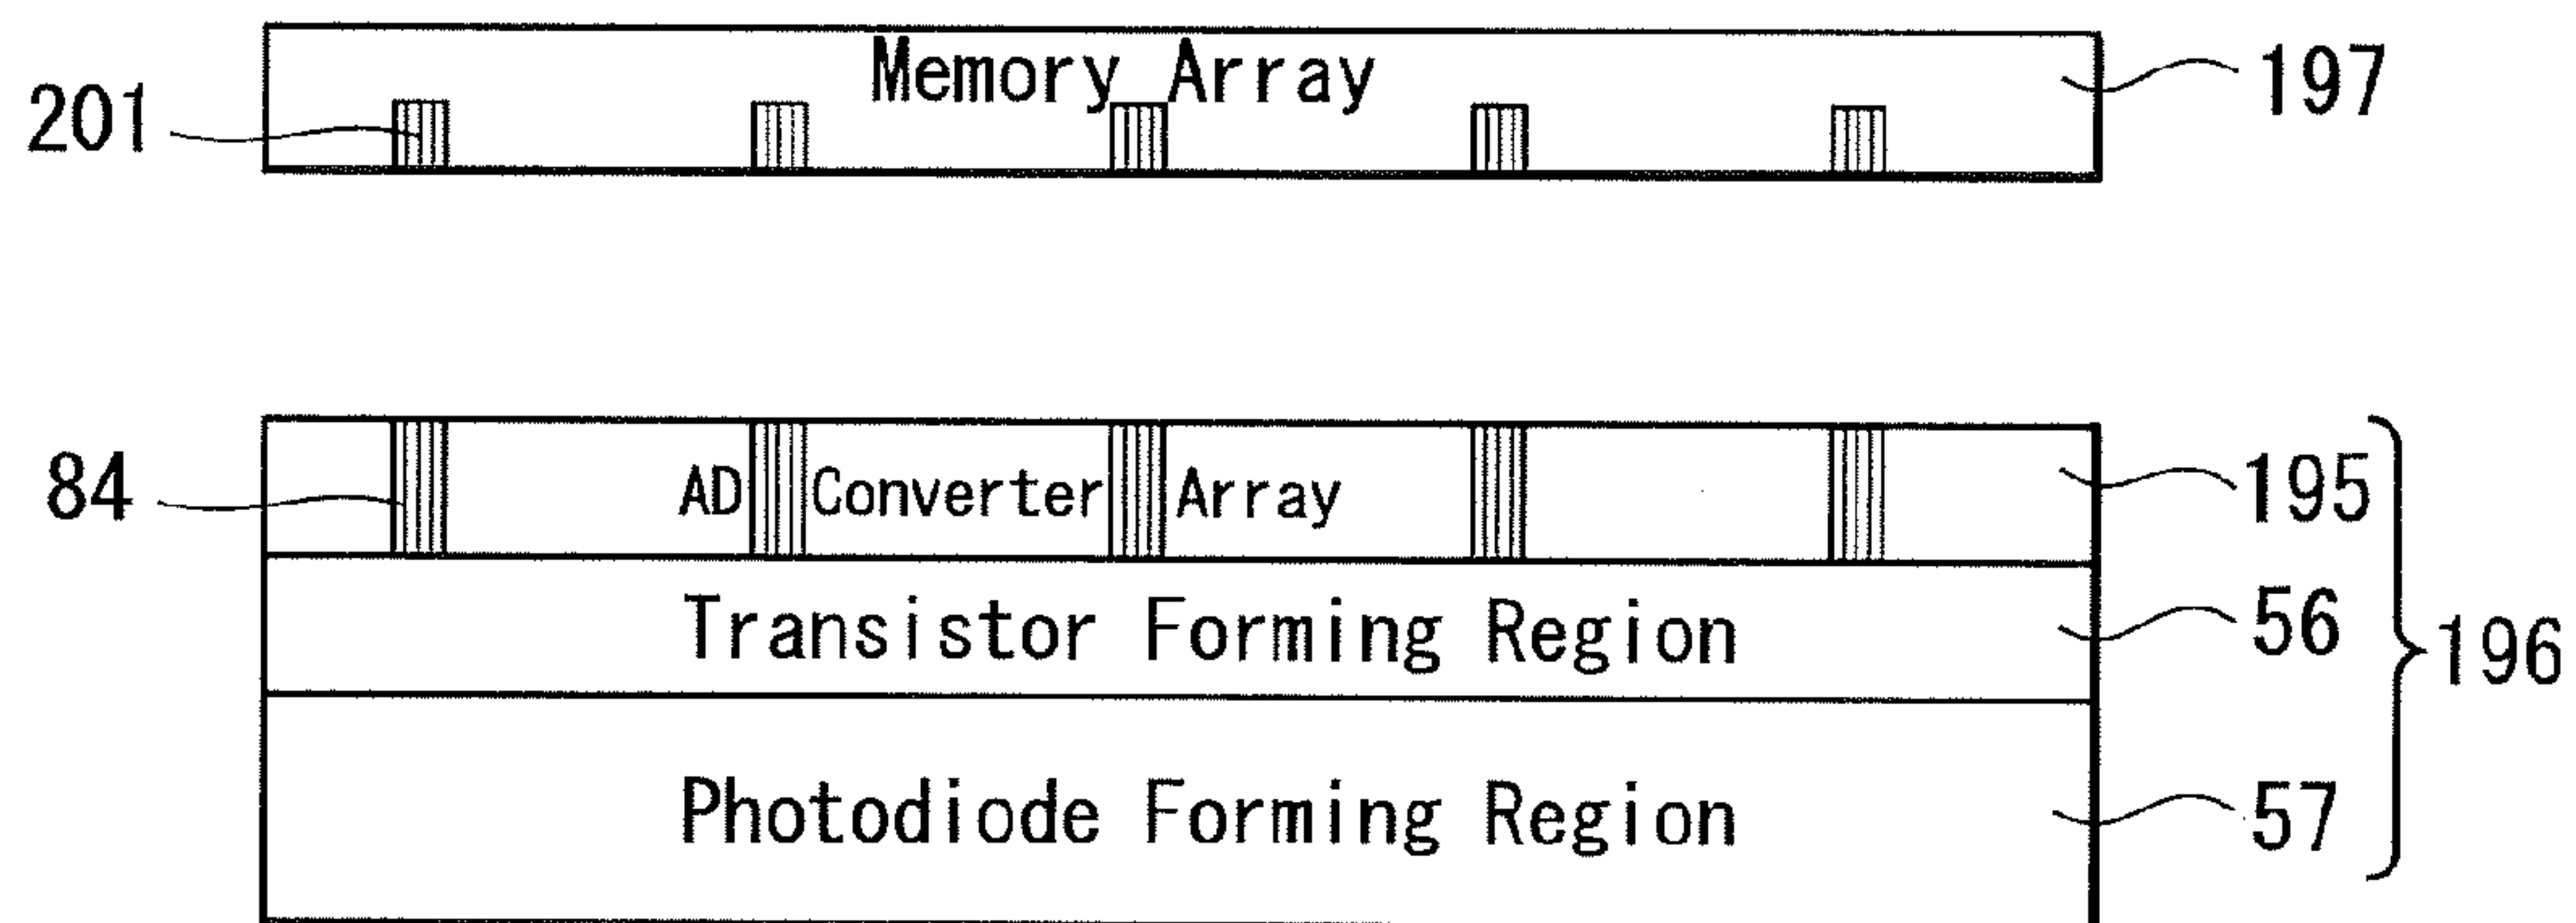 Memory Array
197
201
84
AD Converter Array
195
Transistor Forming Region
56
196
Photodiode Forming Region
57